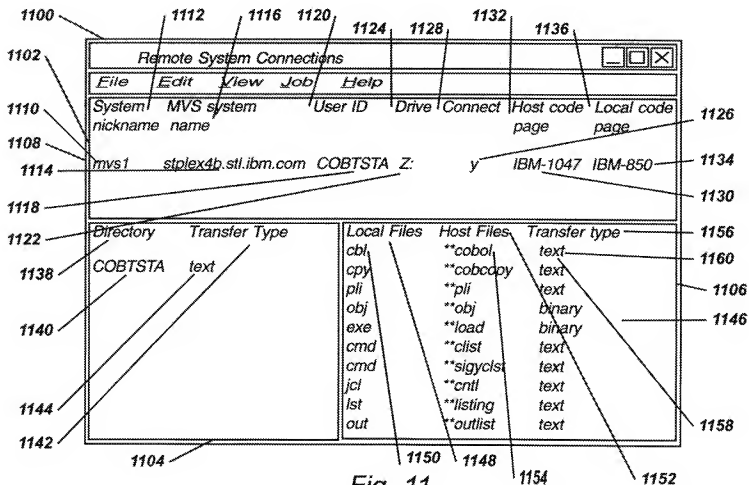 1100
1112
1116
1120
1124
1128
1132
1136
1102
Remote System Connections
File Edit View Job Help
System MVS system User ID Drive Connect Host code Local code
nickname name page page
1126
1110
1108
mvs1 stplex4b.stl.ibm.com COBTSTA Z: y IBM-1047 IBM-850
1134
1114
1130
1118
1122
Directory Transfer Type
Local Files Host Files Transfer type
1156
1138
cbl **cobol text
1160
COBTSTA text
cpy **cobcopy text
1106
1140
pli **pli text
1146
obj **obj binary
exe **load binary
cmd **clist text
cmd **sigyclst text
1144
jcl **cntl text
1158
1142
lst **listing text
out **outlist text
1104
1150
1148
1154
1152
Fig. 11